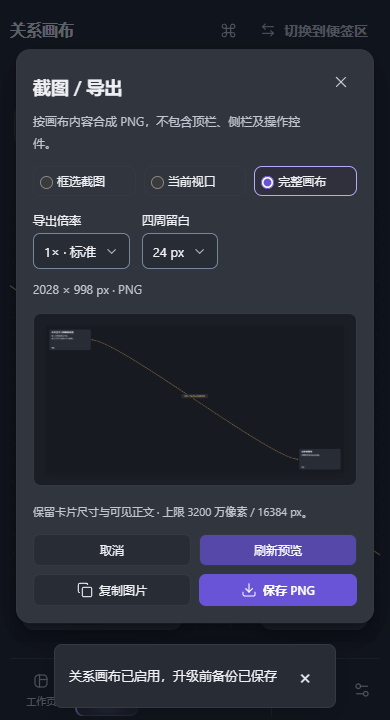 关系画布
切换到便签区
截图 / 导出
按画布内容合成 PNG，不包含顶栏、侧栏及操作控
件。
框选截图
当前视口
完整画布
导出倍率
四周留白
1× · 标准
24 px
2028 × 998 px · PNG
保留卡片尺寸与可见正文 · 上限 3200 万像素 / 16384 px。
取消
刷新预览
复制图片
保存 PNG
关系画布已启用，升级前备份已保存
工作页